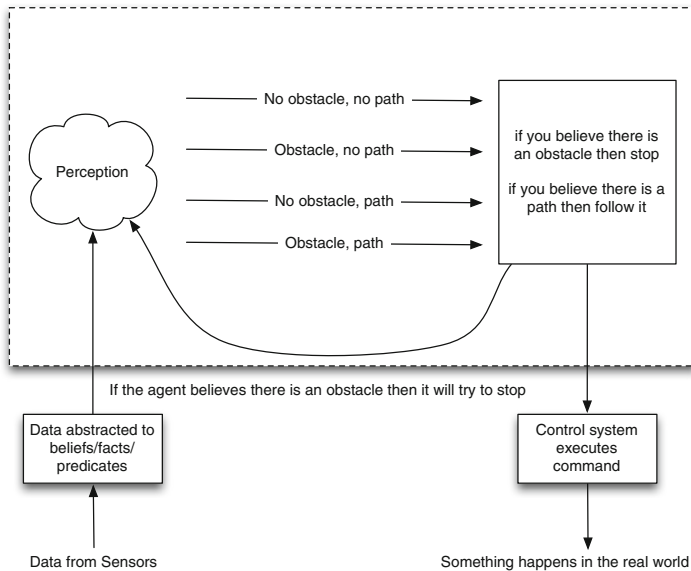 No obstacle, no path
Obstacle, no path
No obstacle, path
Obstacle, path
Perception
if you believe there is
an obstacle then stop
if you believe there is a
path then follow it
If the agent believes there is an obstacle then it will try to stop
Data abstracted to
beliefs/facts/
predicates
Control system
executes
command
Data from Sensors
Something happens in the real world